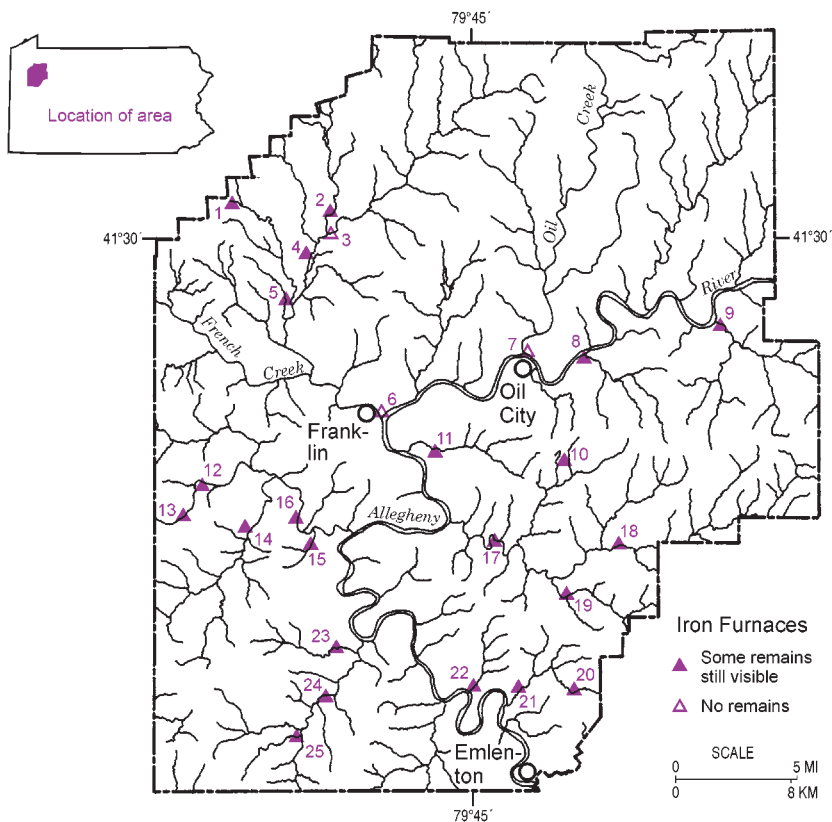 79°45´
Location of area
Creek
Oil
1
2
3
4
5
41°30´
41°30´
River
French
Creek
7
8
9
6
Oil
City
Frank-
lin
11
10
12
13
14
16
15
Allegheny
17
18
19
23
24
25
22
21
20
Iron Furnaces
Some remains
still visible
No remains
Emlen-
ton
SCALE
0 5 MI
0 8 KM
79°45´